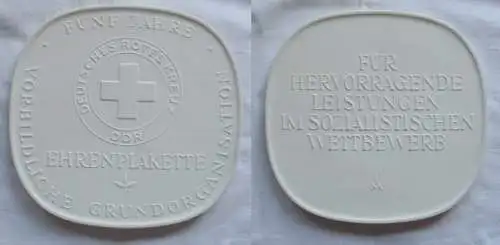 · FÜNF JAHRE ·
VORBILDLICHE GRUNDORGANISATION
DEUTSCHES ROTES KREUZ
DDR
EHRENPLAKETTE
FÜR
HERVORRAGENDE
LEISTUNGEN
IM SOZIALISTISCHEN
WETTBEWERB